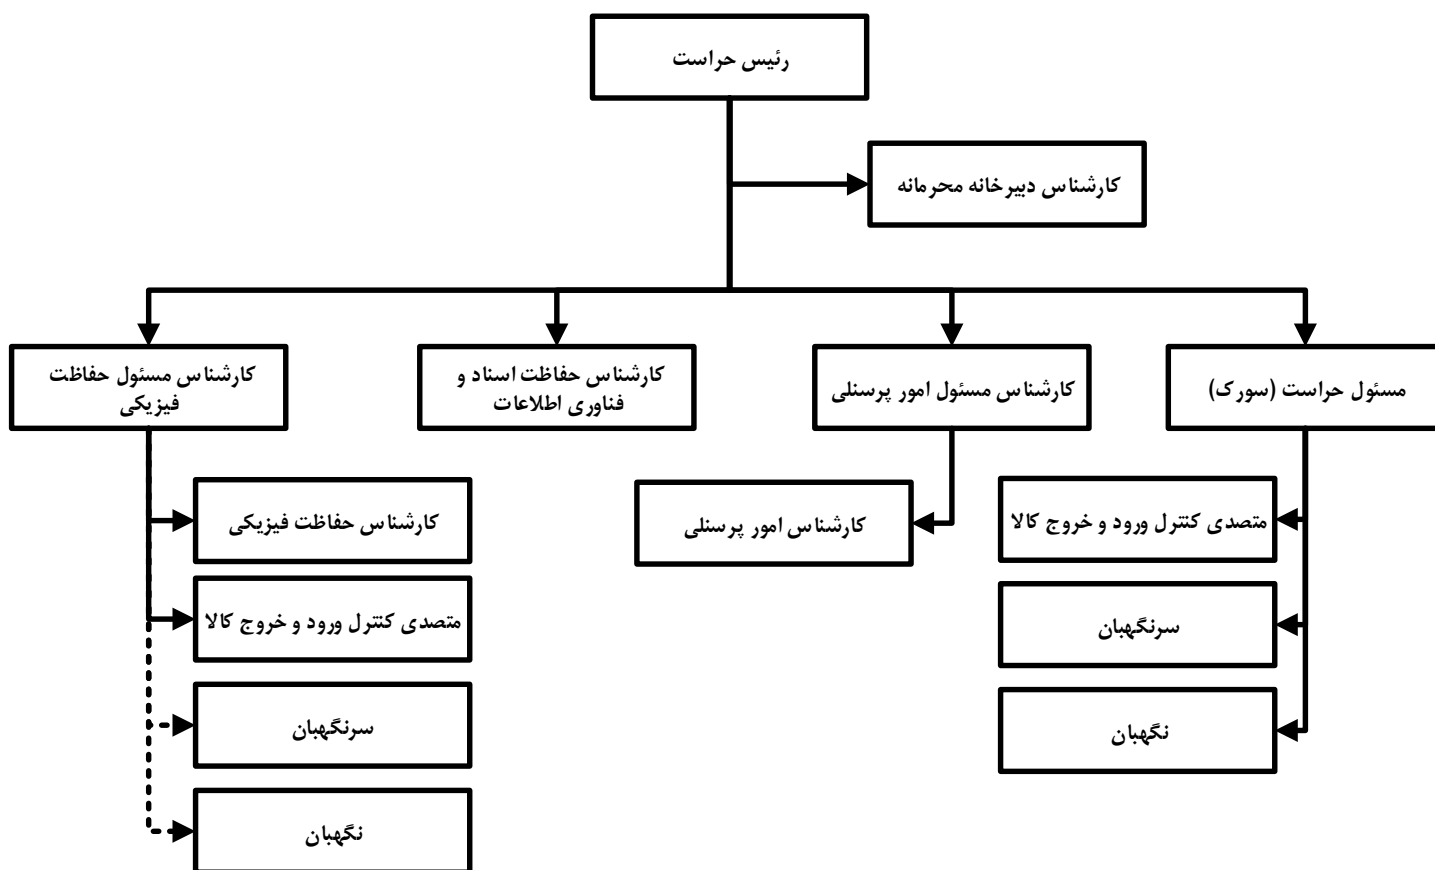 رئیس حراست
کارشناس دبیرخانه محرمانه
مسئول حراست (سورک)
کارشناس مسئول امور پرسنلی
کارشناس حفاظت اسناد و
فناوری اطلاعات
کارشناس مسئول حفاظت
فیزیکی
متصدی کنترل ورود و خروج کالا
سرنگهبان
نگهبان
کارشناس امور پرسنلی
کارشناس حفاظت فیزیکی
متصدی کنترل ورود و خروج کالا
سرنگهبان
نگهبان